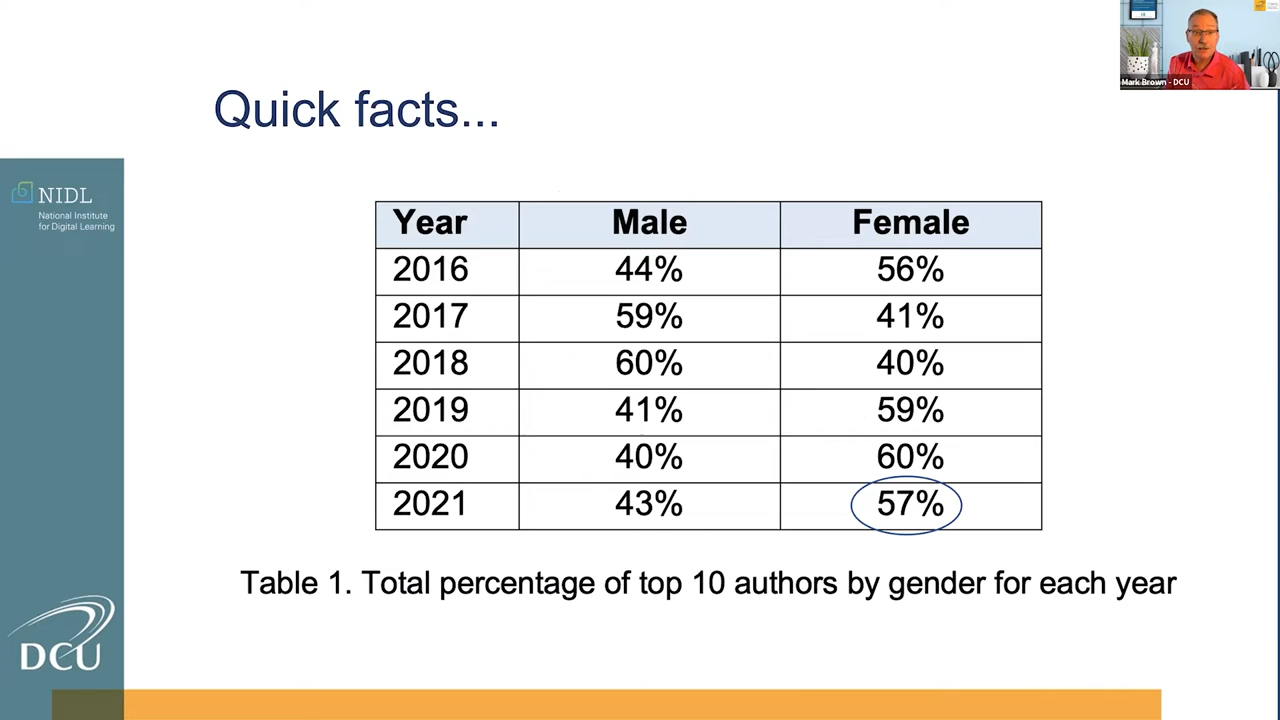 Mark Brown - DCU
Quick facts...
NIDL
National Institute
for Digital Learning
Year Male Female
2016 44% 56%
2017 59% 41%
2018 60% 40%
2019 41% 59%
2020 40% 60%
2021 43% 57%
Table 1. Total percentage of top 10 authors by gender for each year
DCU